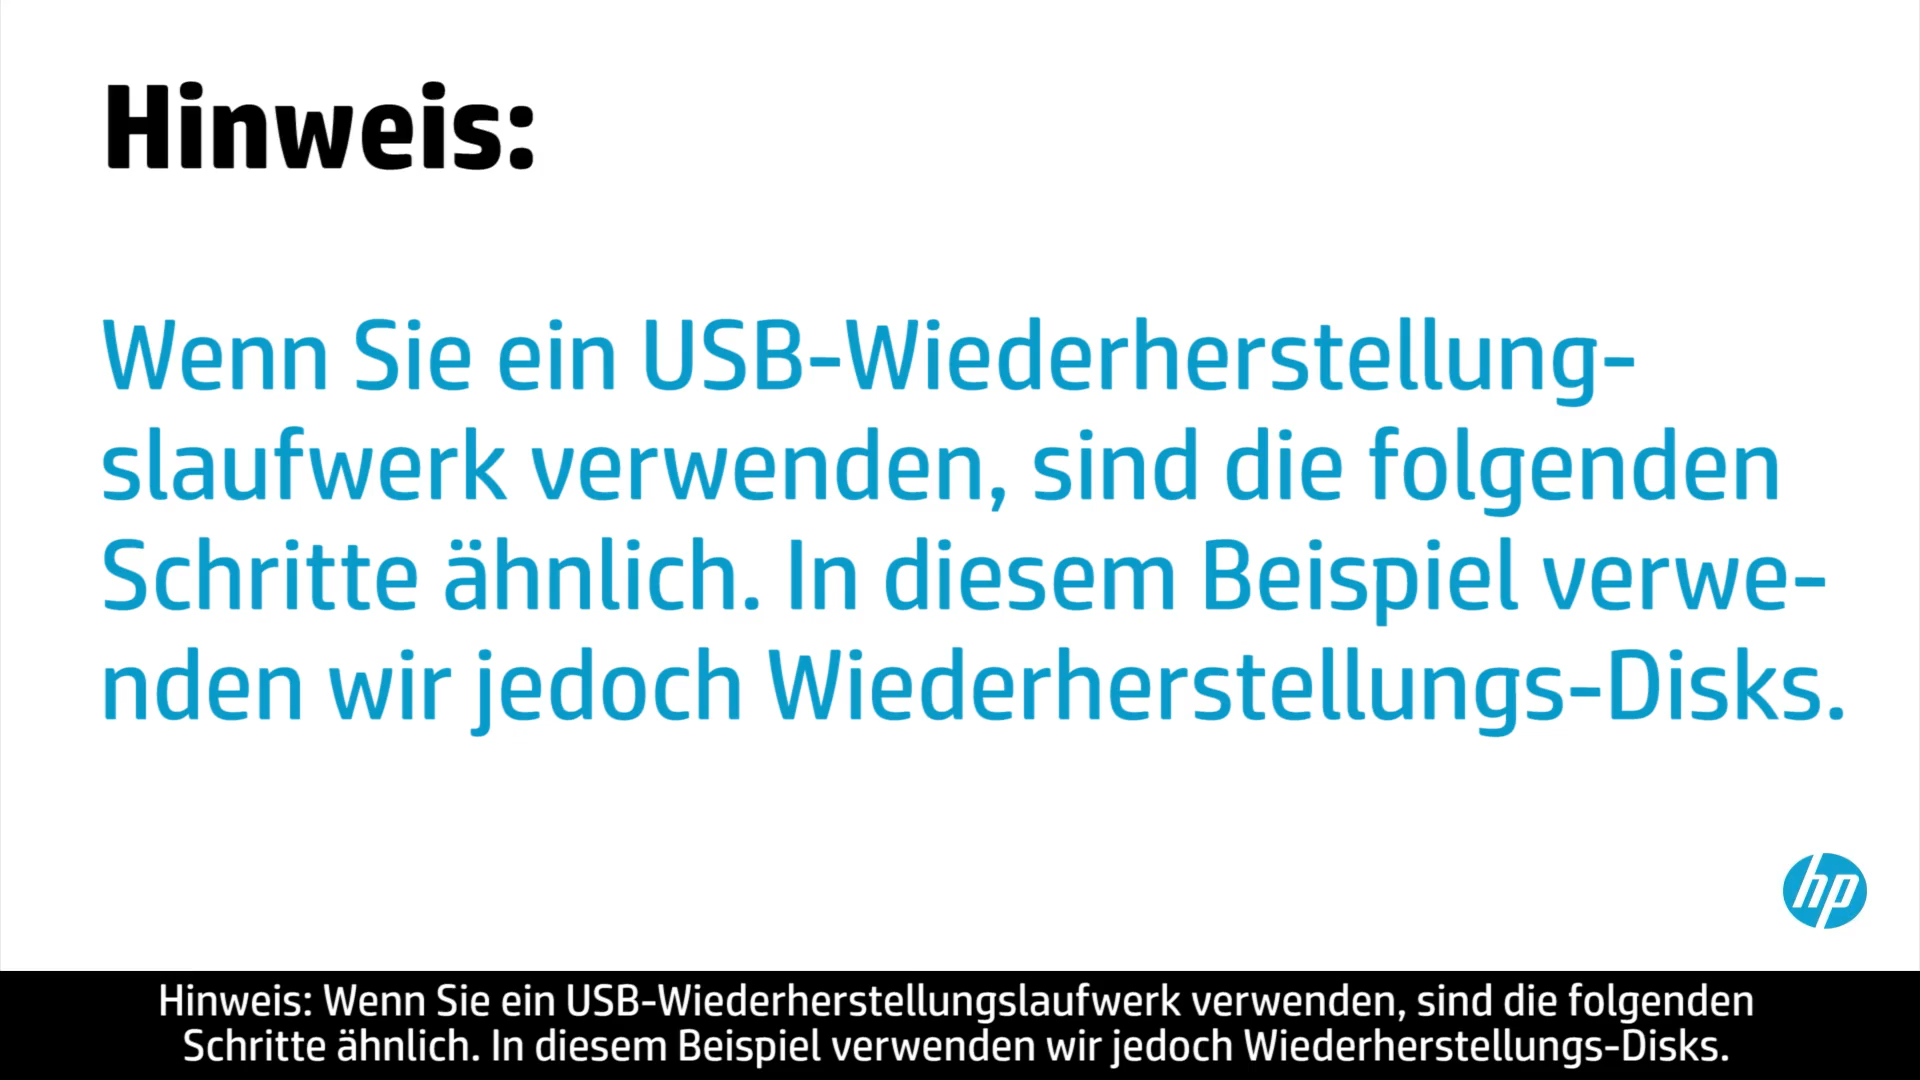 Hinweis:
Wenn Sie ein USB-Wiederherstellung-
slaufwerk verwenden, sind die folgenden
Schritte ähnlich. In diesem Beispiel verwe-
nden wir jedoch Wiederherstellungs-Disks.
hp
Hinweis: Wenn Sie ein USB-Wiederherstellungslaufwerk verwenden, sind die folgenden
Schritte ähnlich. In diesem Beispiel verwenden wir jedoch Wiederherstellungs-Disks.